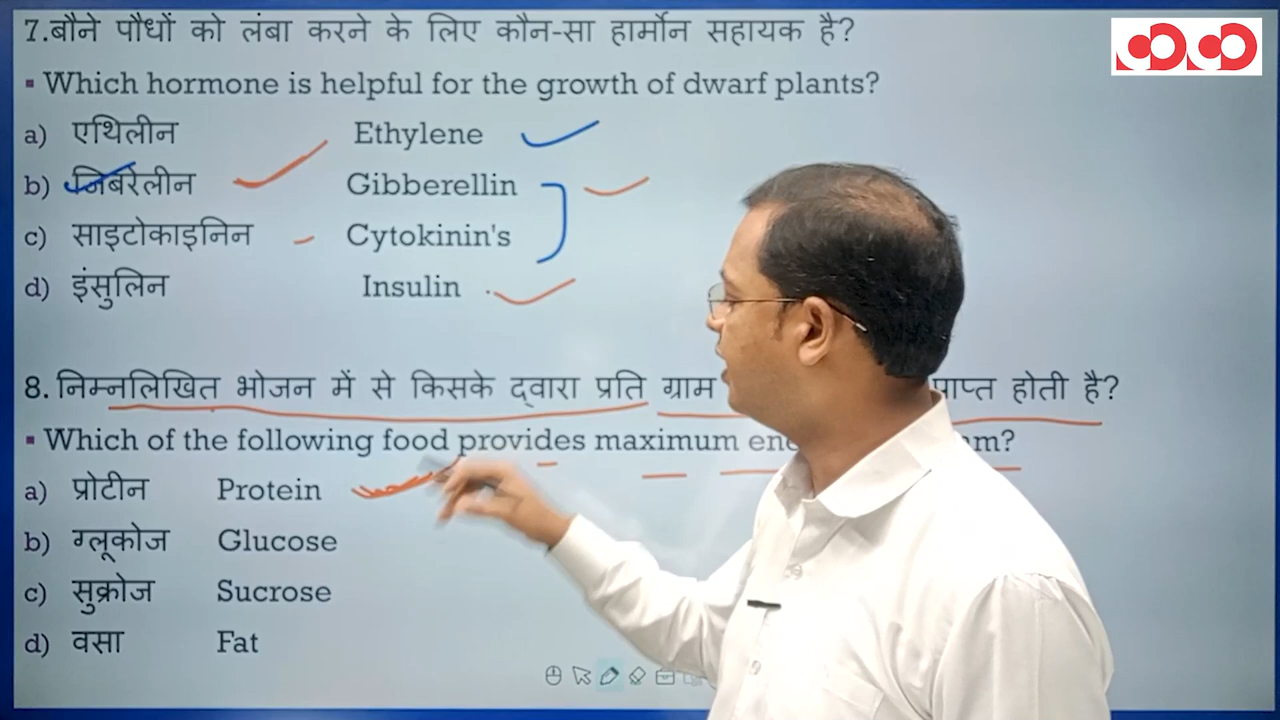 7.बौने पौधों को लंबा करने के लिए कौन-सा हार्मोन सहायक है?
▪ Which hormone is helpful for the growth of dwarf plants?
a) एथिलीन Ethylene
b) जिबरेलीन Gibberellin
c) साइटोकाइनिन Cytokinin's
d) इंसुलिन Insulin
8. निम्नलिखित भोजन में से किसके द्वारा प्रति ग्राम प्राप्त होती है?
▪ Which of the following food provides maximum
a) प्रोटीन Protein
b) ग्लूकोज Glucose
c) सुक्रोज Sucrose
d) वसा Fat